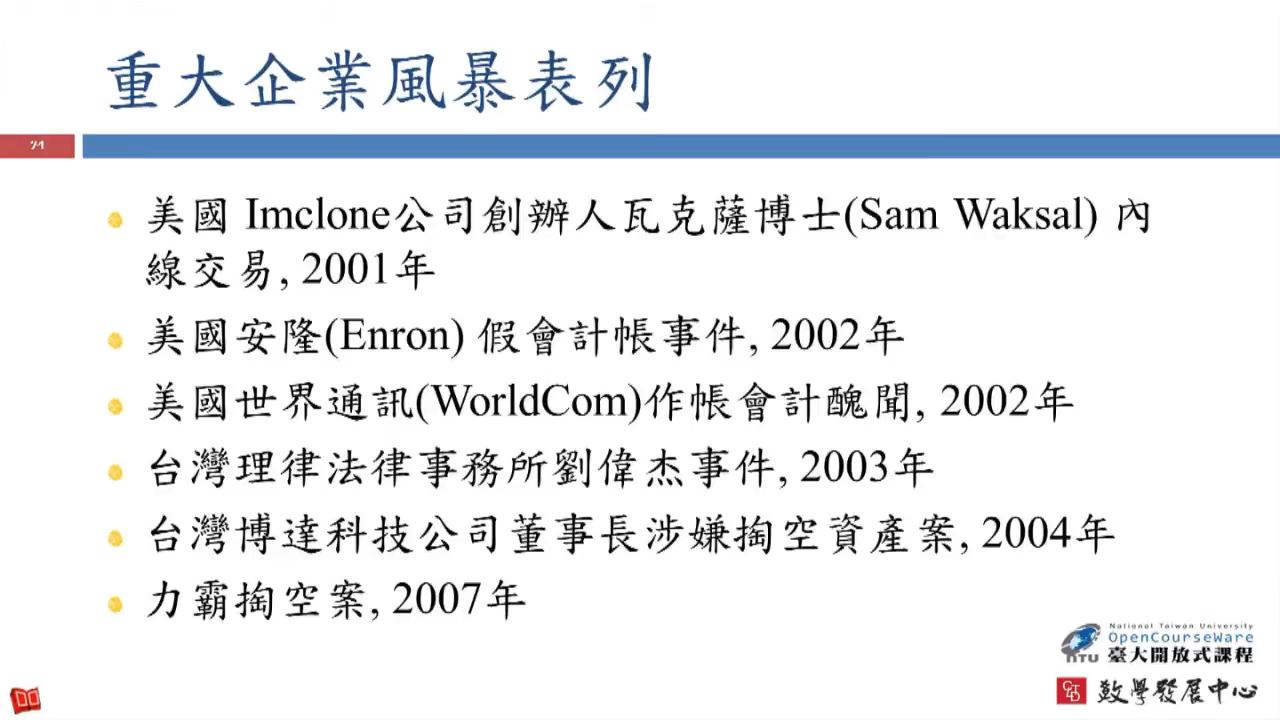 重大企業風暴表列
美國 Imclone公司創辦人瓦克薩博士(Sam Waksal) 內
線交易, 2001年
美國安隆(Enron) 假會計帳事件, 2002年
美國世界通訊(WorldCom)作帳會計醜聞, 2002年
台灣理律法律事務所劉偉杰事件, 2003年
台灣博達科技公司董事長涉嫌掏空資產案, 2004年
力霸掏空案, 2007年
National Taiwan University
OpenCourseWare
NTU 臺大開放式課程
教學發展中心